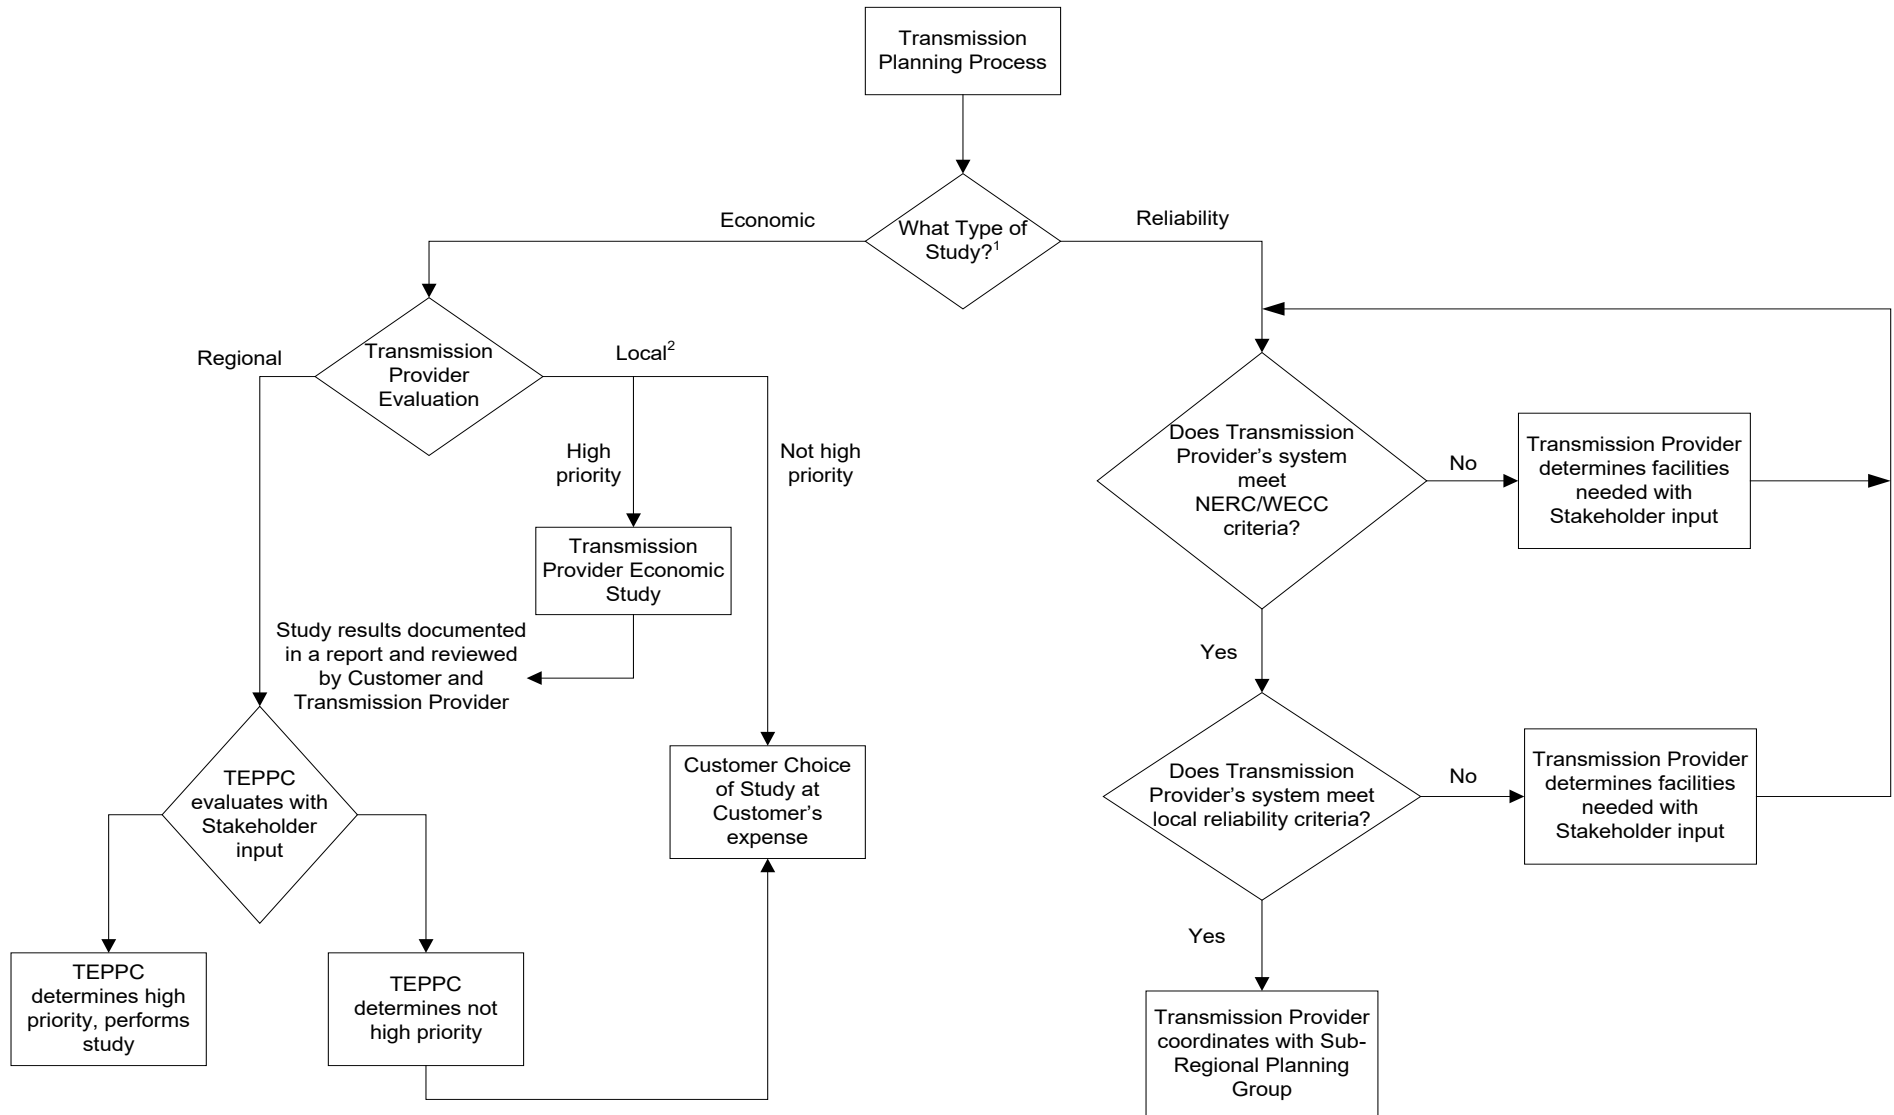 Transmission
Planning Process
Economic
What Type of
Study?¹
Reliability
Regional
Transmission
Provider
Evaluation
Local²
High
priority
Not high
priority
Transmission
Provider Economic
Study
Study results documented
in a report and reviewed
by Customer and
Transmission Provider
TEPPC
evaluates with
Stakeholder
input
Customer Choice
of Study at
Customer’s
expense
TEPPC
determines high
priority, performs
study
TEPPC
determines not
high priority
Does Transmission
Provider’s system
meet
NERC/WECC
criteria?
No
Transmission Provider
determines facilities
needed with
Stakeholder input
Yes
Does Transmission
Provider’s system meet
local reliability criteria?
No
Transmission Provider
determines facilities
needed with
Stakeholder input
Yes
Transmission Provider
coordinates with Sub-
Regional Planning
Group